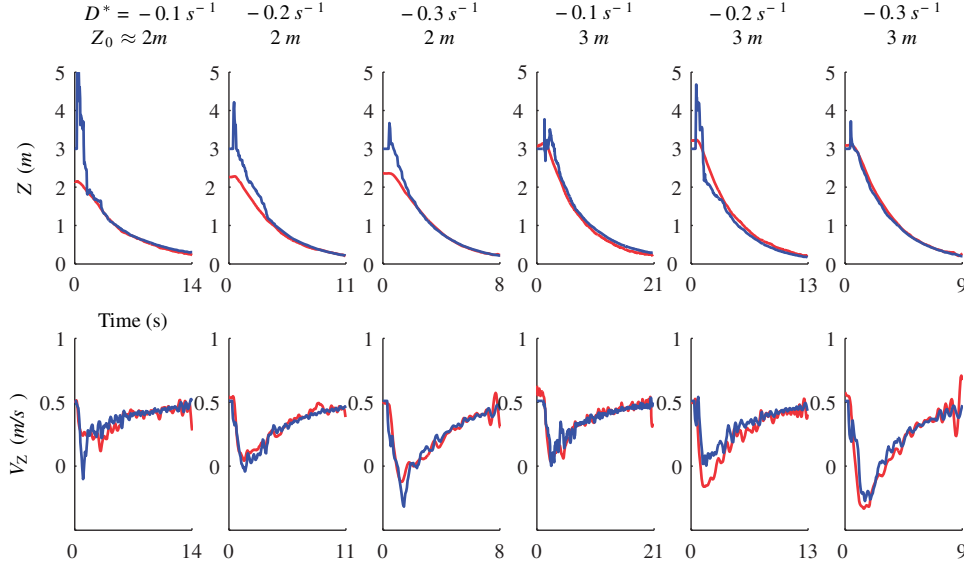 D* = −0.1 s⁻¹ −0.2 s⁻¹ −0.3 s⁻¹ −0.1 s⁻¹ −0.2 s⁻¹ −0.3 s⁻¹
Z₀ ≈ 2m 2 m 2 m 3 m 3 m 3 m
5 5 5 5 5 5
4 4 4 4 4 4
Z (m)
3 3 3 3 3 3
2 2 2 2 2 2
1 1 1 1 1 1
0 0 0 0 0 0
0 14 0 11 0 8 0 21 0 13 0 9
Time (s)
1 1 1 1 1 1
0.5 0.5 0.5 0.5 0.5 0.5
V_Z (m/s)
0 0 0 0 0 0
0 14 0 11 0 8 0 21 0 13 0 9